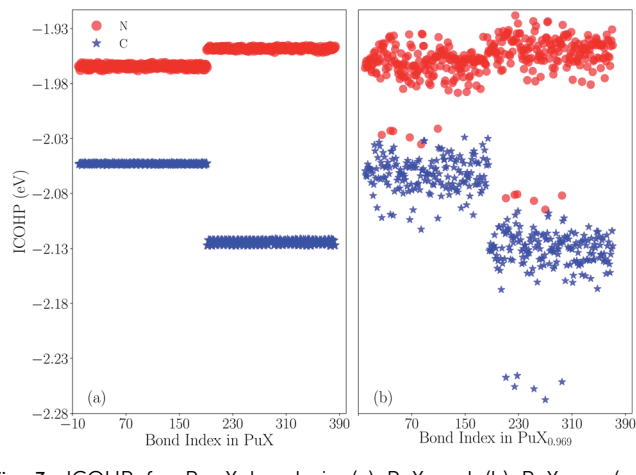 N
C
−1.93
−1.98
−2.03
−2.08
−2.13
−2.18
−2.23
−2.28
ICOHP (eV)
(a)
−10 70 150 230 310 390
Bond Index in PuX
(b)
70 150 230 310 390
Bond Index in PuX0.969